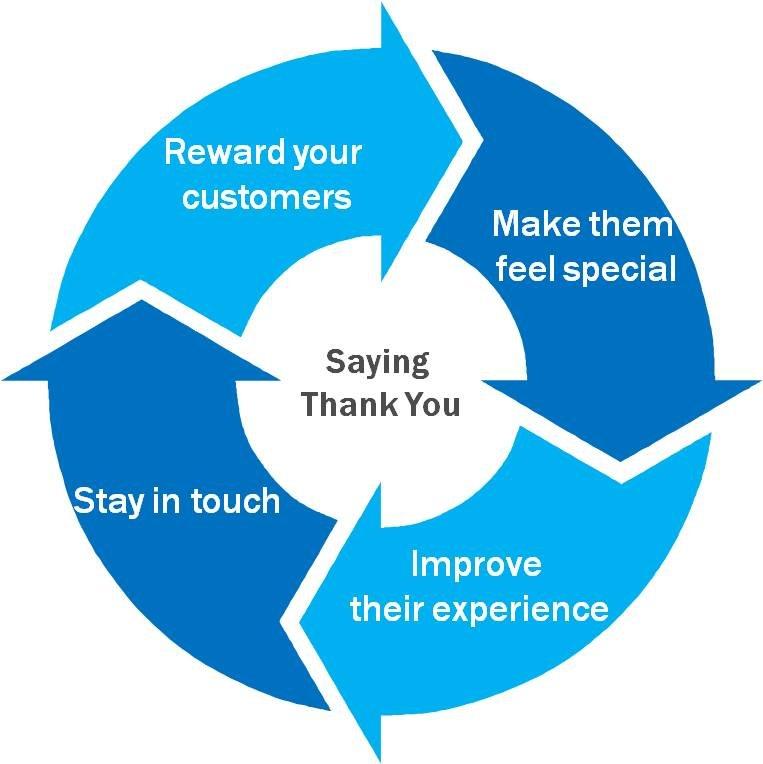 Reward your
customers
Make them
feel special
Saying
Thank You
Stay in touch
Improve
their experience